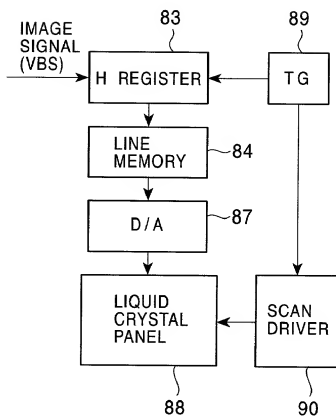 IMAGE
SIGNAL
(VBS)
83
89
H REGISTER
TG
LINE
MEMORY
84
D/A
87
LIQUID
CRYSTAL
PANEL
SCAN
DRIVER
88
90